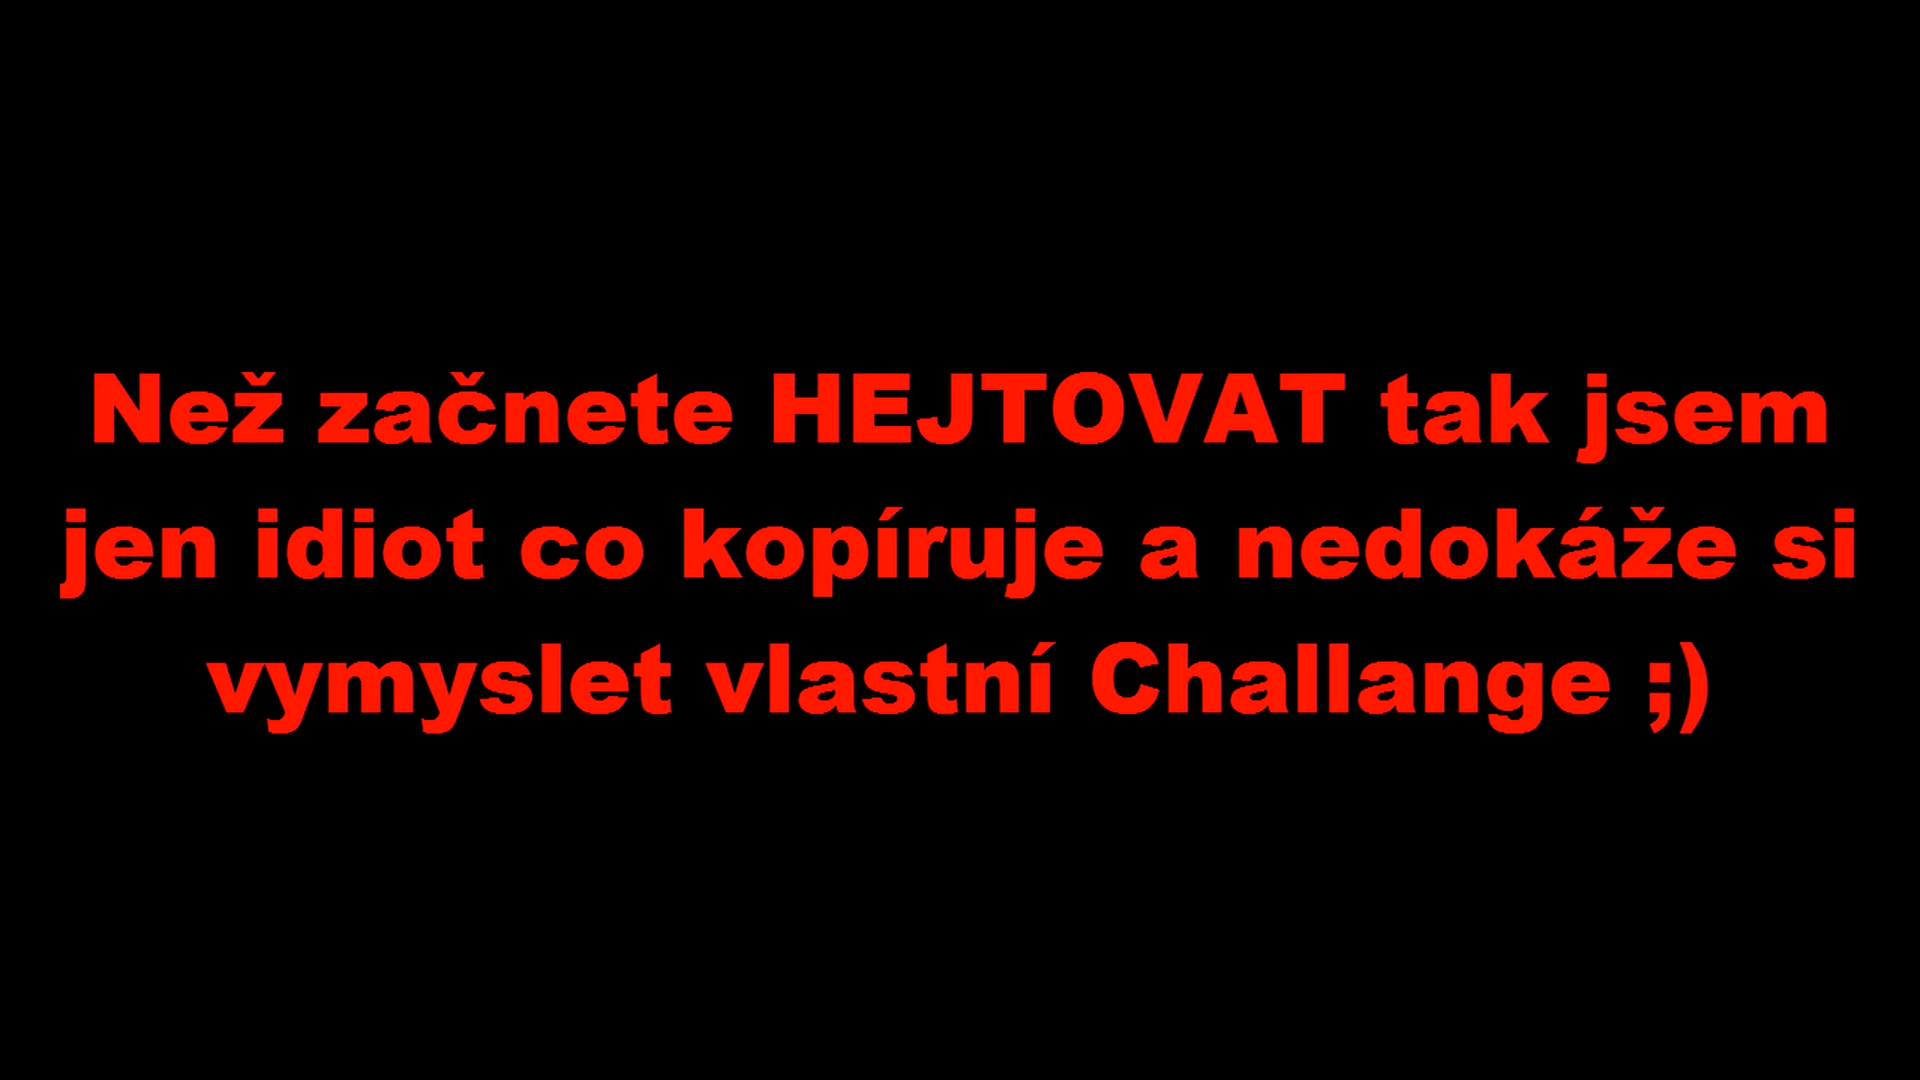 Než začnete HEJTOVAT tak jsem
jen idiot co kopíruje a nedokáže si
vymyslet vlastní Challange ;)